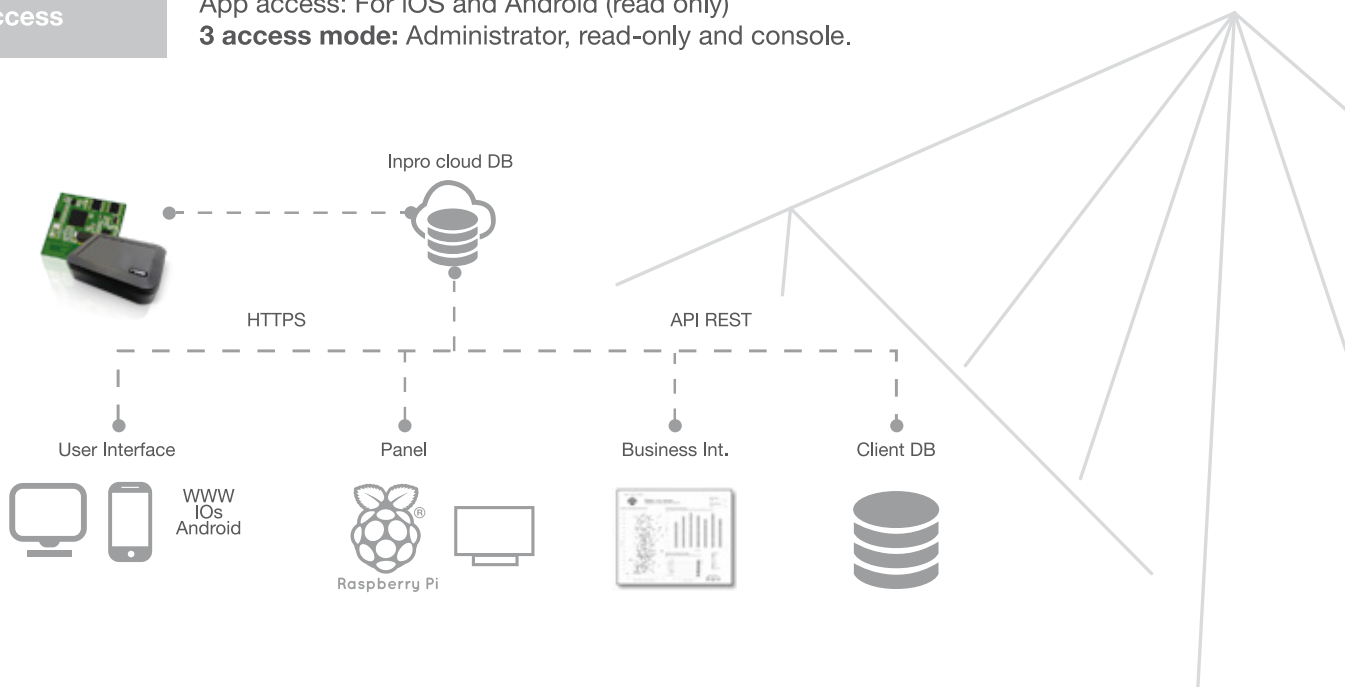 App access: For iOS and Android (read only)
3 access mode: Administrator, read-only and console.
Inpro cloud DB
HTTPS
API REST
User Interface
Panel
Business Int.
Client DB
WWW
IOs
Android
®
Raspberry Pi